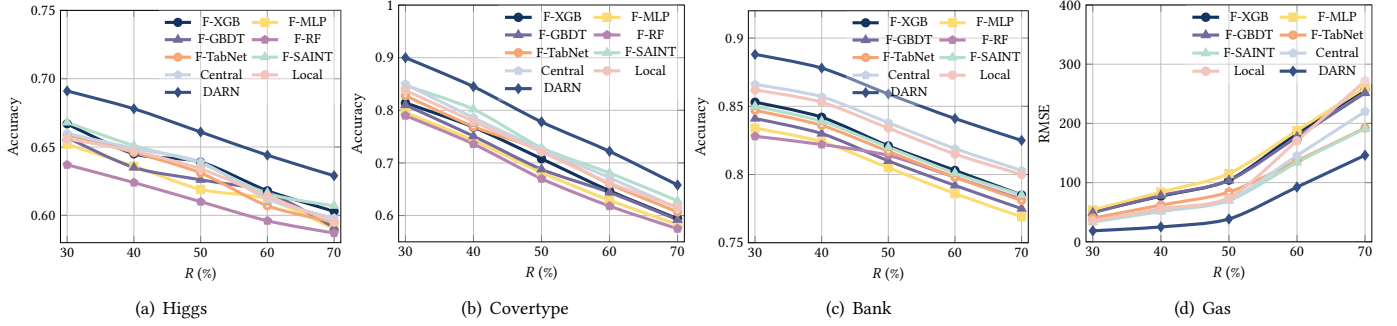 0.75
0.70
0.65
0.60
Accuracy
F-XGB
F-MLP
F-GBDT
F-RF
F-TabNet
F-SAINT
Central
Local
DARN
30 40 50 60 70
R (%)
(a) Higgs
1
0.9
0.8
0.7
0.6
Accuracy
F-XGB
F-MLP
F-GBDT
F-RF
F-TabNet
F-SAINT
Central
Local
DARN
30 40 50 60 70
R (%)
(b) Covertype
0.9
0.85
0.8
0.75
Accuracy
F-XGB
F-MLP
F-GBDT
F-RF
F-TabNet
F-SAINT
Central
Local
DARN
30 40 50 60 70
R (%)
(c) Bank
400
300
200
100
0
RMSE
F-XGB
F-MLP
F-GBDT
F-TabNet
F-SAINT
Central
Local
DARN
30 40 50 60 70
R (%)
(d) Gas